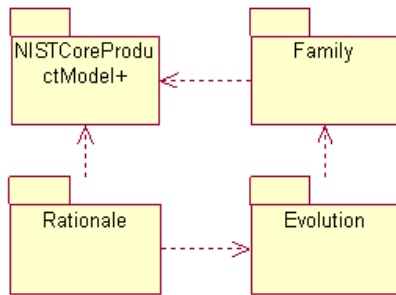 NISTCoreProdu
ctModel+
Family
Rationale
Evolution